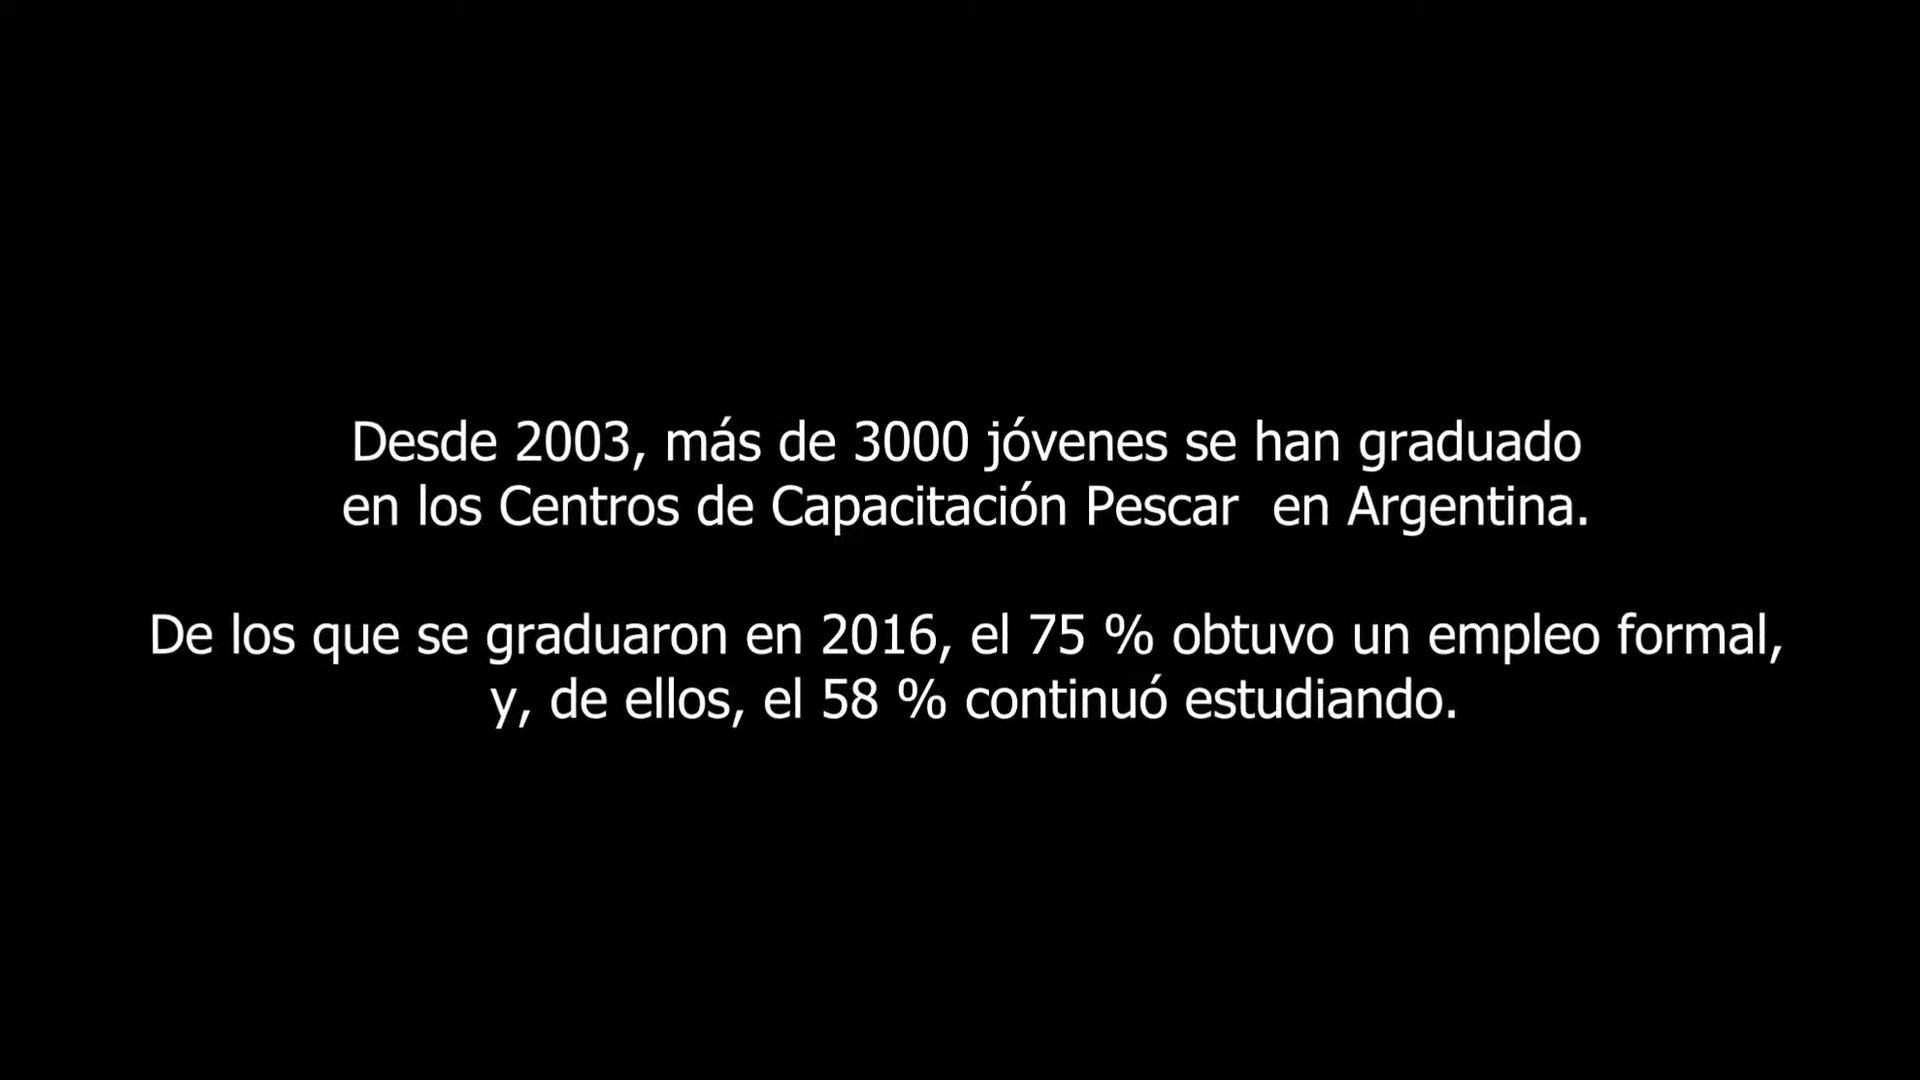 Desde 2003, más de 3000 jóvenes se han graduado
en los Centros de Capacitación Pescar  en Argentina.
De los que se graduaron en 2016, el 75 % obtuvo un empleo formal,
y, de ellos, el 58 % continuó estudiando.